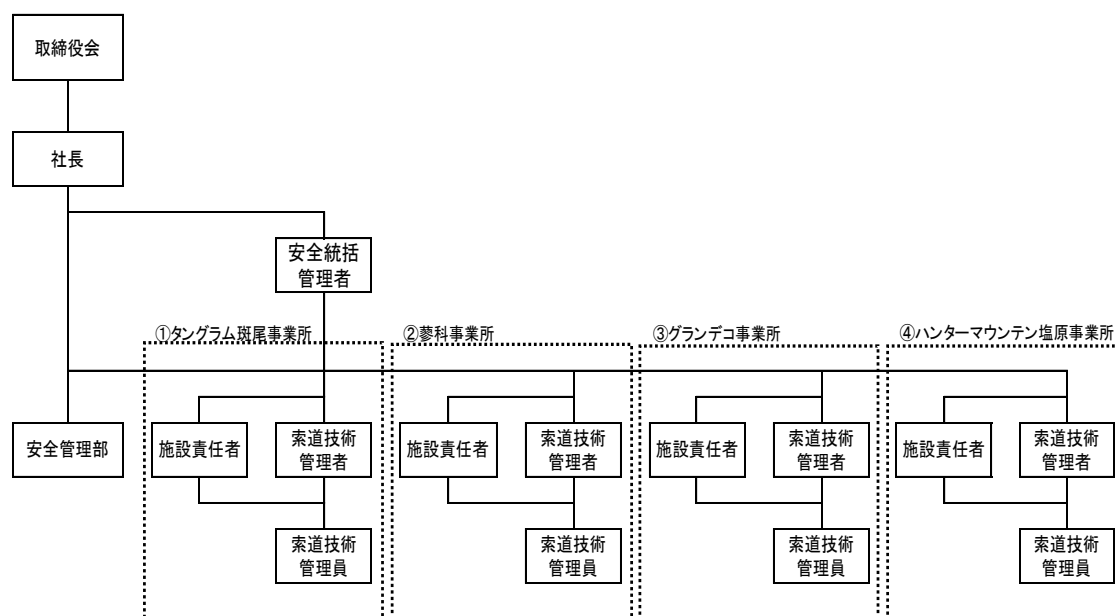 取締役会
社長
安全統括
管理者
①タングラム斑尾事業所
②蓼科事業所
③グランデコ事業所
④ハンターマウンテン塩原事業所
安全管理部
施設責任者
索道技術
管理者
施設責任者
索道技術
管理者
施設責任者
索道技術
管理者
施設責任者
索道技術
管理者
索道技術
管理員
索道技術
管理員
索道技術
管理員
索道技術
管理員